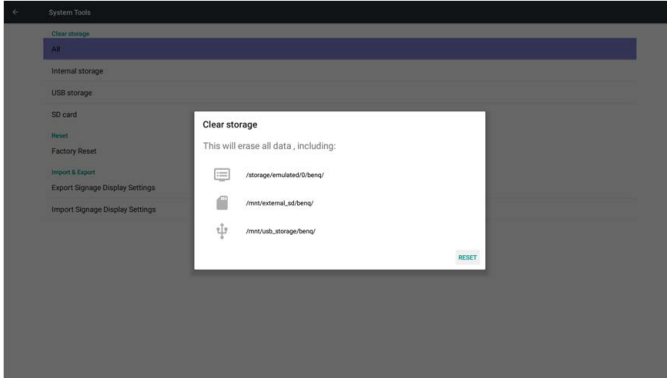 System Tools
Clear storage
All
Internal storage
USB storage
SD card
Reset
Factory Reset
Import & Export
Export Signage Display Settings
Import Signage Display Settings
Clear storage
This will erase all data , including:
/storage/emulated/0/benq/
/mnt/external_sd/benq/
/mnt/usb_storage/benq/
RESET